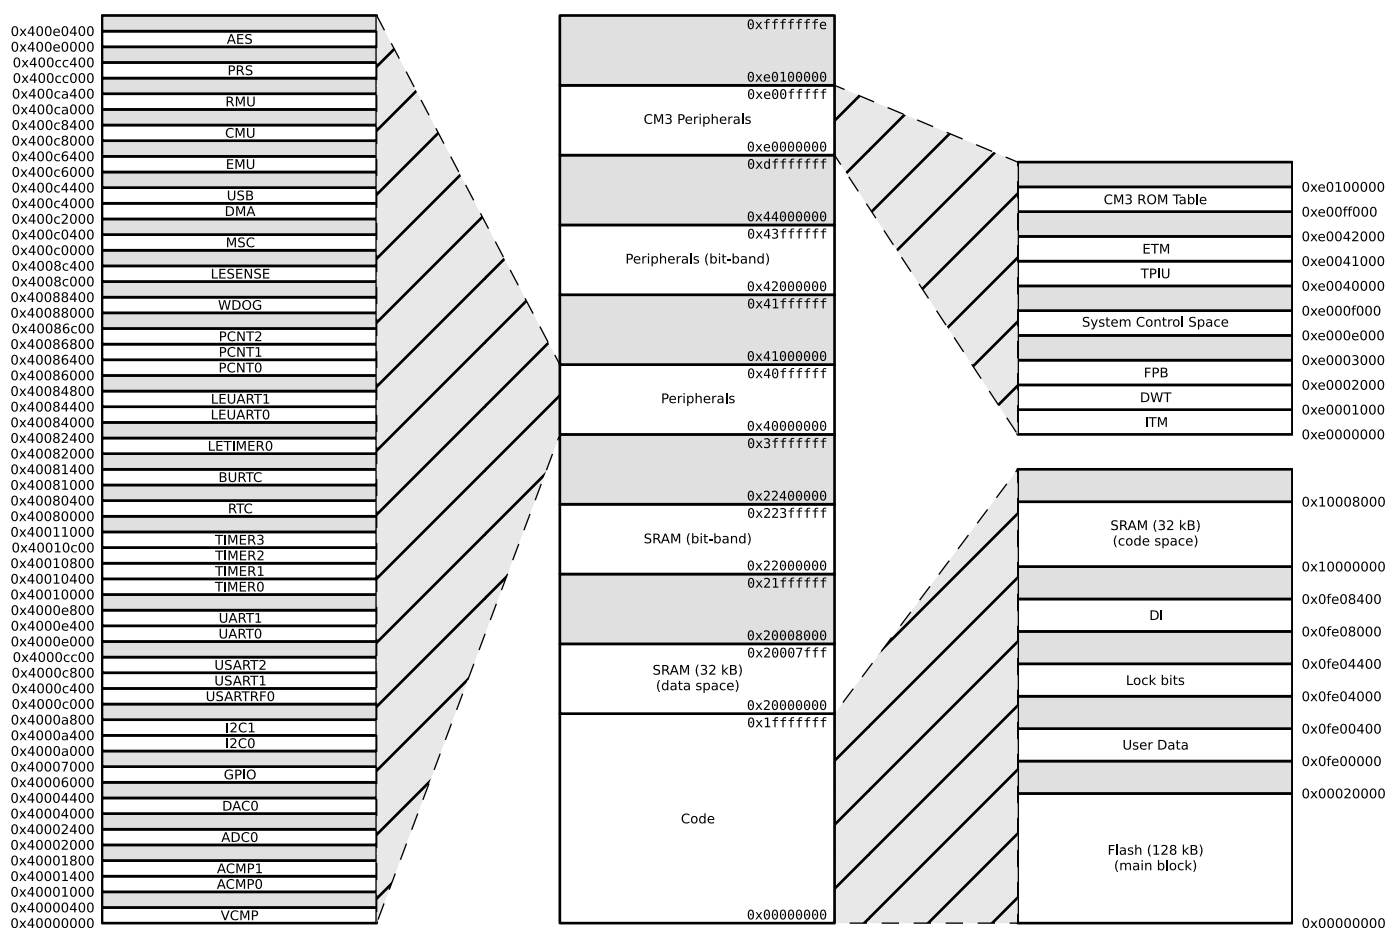 0x400e0400
AES
0x400e0000
0x400cc400
PRS
0x400cc000
0x400ca400
RMU
0x400ca000
0x400c8400
CMU
0x400c8000
0x400c6400
EMU
0x400c6000
0x400c4400
USB
0x400c4000
DMA
0x400c2000
0x400c0400
MSC
0x400c0000
0x4008c400
LESENSE
0x4008c000
0x40088400
WDOG
0x40088000
0x40086c00
PCNT2
0x40086800
PCNT1
0x40086400
PCNT0
0x40086000
0x40084800
LEUART1
0x40084400
LEUART0
0x40084000
0x40082400
LETIMER0
0x40082000
0x40081400
BURTC
0x40081000
0x40080400
RTC
0x40080000
0x40011000
TIMER3
0x40010c00
TIMER2
0x40010800
TIMER1
0x40010400
TIMER0
0x40010000
0x4000e800
UART1
0x4000e400
UART0
0x4000e000
0x4000cc00
USART2
0x4000c800
USART1
0x4000c400
USARTRF0
0x4000c000
0x4000a800
I2C1
0x4000a400
I2C0
0x4000a000
0x40007000
GPIO
0x40006000
0x40004400
DAC0
0x40004000
0x40002400
ADC0
0x40002000
0x40001800
ACMP1
0x40001400
ACMP0
0x40001000
0x40000400
VCMP
0x40000000
0xfffffffe
0xe0100000
0xe00fffff
CM3 Peripherals
0xe0000000
0xdfffffff
0x44000000
0x43ffffff
Peripherals (bit-band)
0x42000000
0x41ffffff
0x41000000
0x40ffffff
Peripherals
0x40000000
0x3fffffff
0x22400000
0x223fffff
SRAM (bit-band)
0x22000000
0x21ffffff
0x20008000
0x20007fff
SRAM (32 kB)
(data space)
0x20000000
0x1fffffff
Code
0x00000000
0xe0100000
CM3 ROM Table
0xe00ff000
0xe0042000
ETM
0xe0041000
TPIU
0xe0040000
0xe000f000
System Control Space
0xe000e000
0xe0003000
FPB
0xe0002000
DWT
0xe0001000
ITM
0xe0000000
0x10008000
SRAM (32 kB)
(code space)
0x10000000
0x0fe08400
DI
0x0fe08000
0x0fe04400
Lock bits
0x0fe04000
0x0fe00400
User Data
0x0fe00000
0x00020000
Flash (128 kB)
(main block)
0x00000000